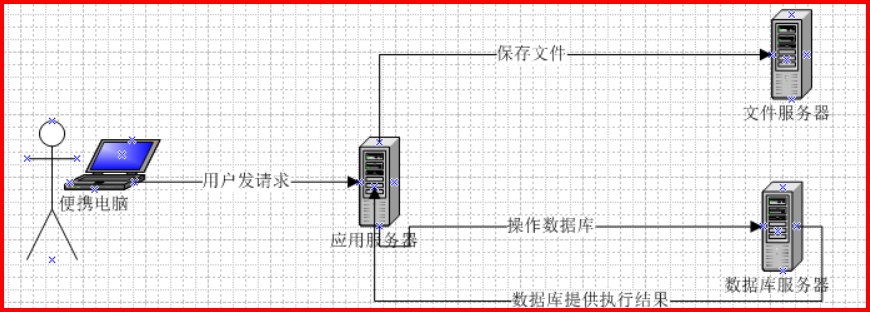 保存文件
文件服务器
用户发请求
便携电脑
应用服务器
操作数据库
数据库服务器
数据库提供执行结果